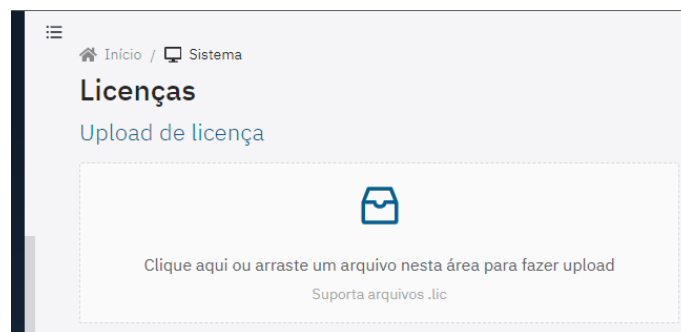 Início / Sistema
Licenças
Upload de licença
Clique aqui ou arraste um arquivo nesta área para fazer upload
Suporta arquivos .lic